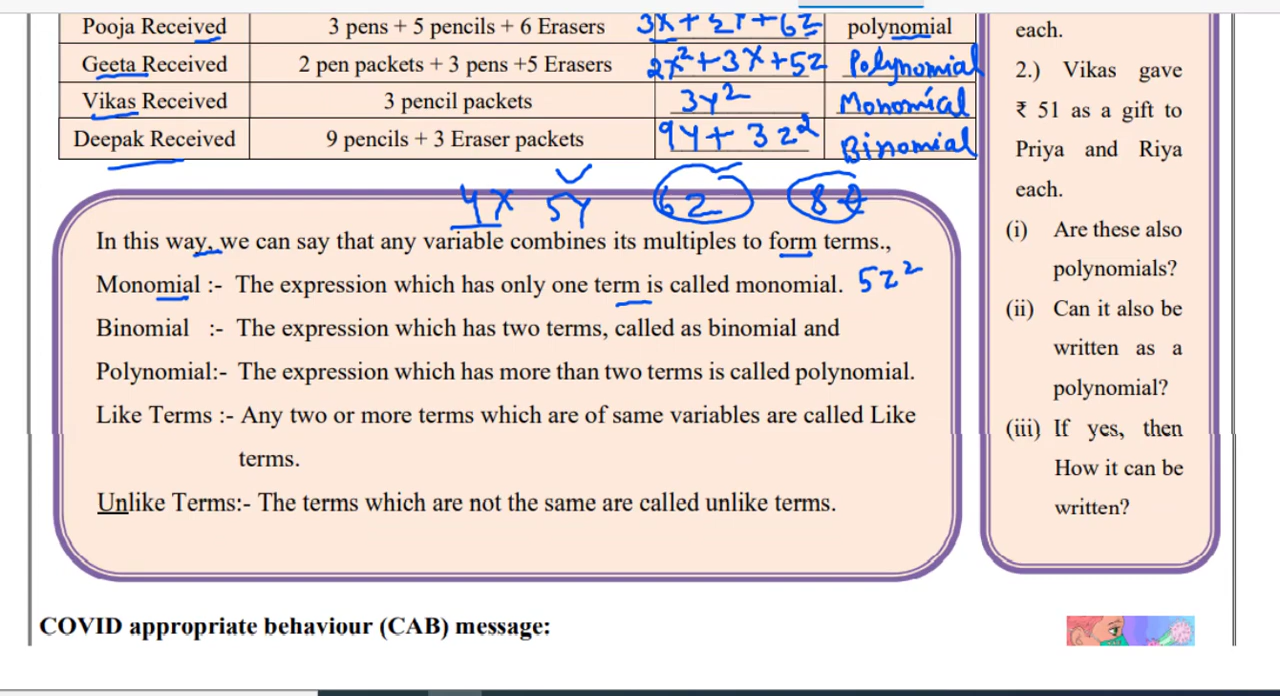 Pooja Received 3 pens + 5 pencils + 6 Erasers 3x + 5y + 6z polynomial
Geeta Received 2 pen packets + 3 pens +5 Erasers 2x²+3x+5z Polynomial
Vikas Received 3 pencil packets 3y² Monomial
Deepak Received 9 pencils + 3 Eraser packets 9y+ 3z² Binomial
4x 5y 6z
In this way, we can say that any variable combines its multiples to form terms.,
Monomial :- The expression which has only one term is called monomial. 5z²
Binomial :- The expression which has two terms, called as binomial and
Polynomial:- The expression which has more than two terms is called polynomial.
Like Terms :- Any two or more terms which are of same variables are called Like
terms.
Unlike Terms:- The terms which are not the same are called unlike terms.
each.
2.) Vikas gave
₹ 51 as a gift to
Priya and Riya
each.
(i) Are these also
polynomials?
(ii) Can it also be
written as a
polynomial?
(iii) If yes, then
How it can be
written?
COVID appropriate behaviour (CAB) message: